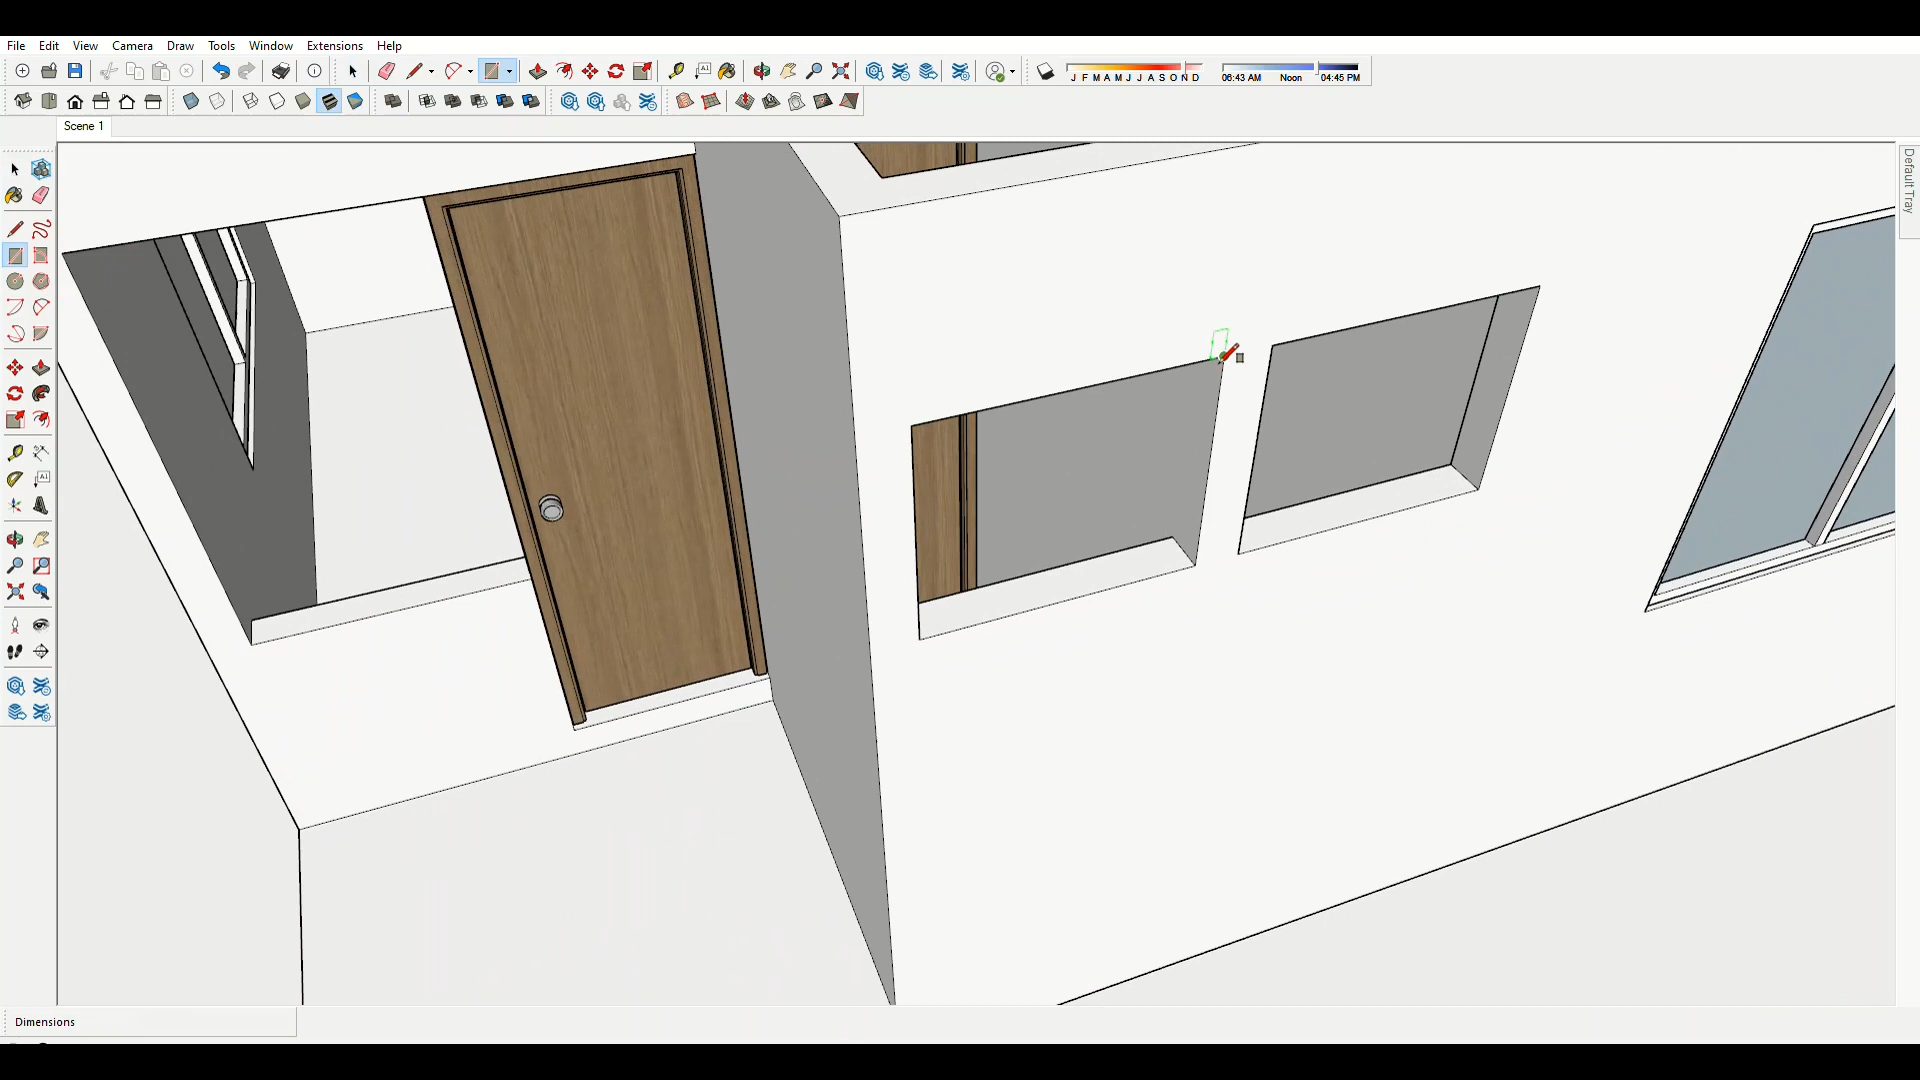 File Edit View Camera Draw Tools Window Extensions Help
J F M A M J J A S O N D
06:43 AM Noon 04:45 PM
Scene 1
Default Tray
Dimensions